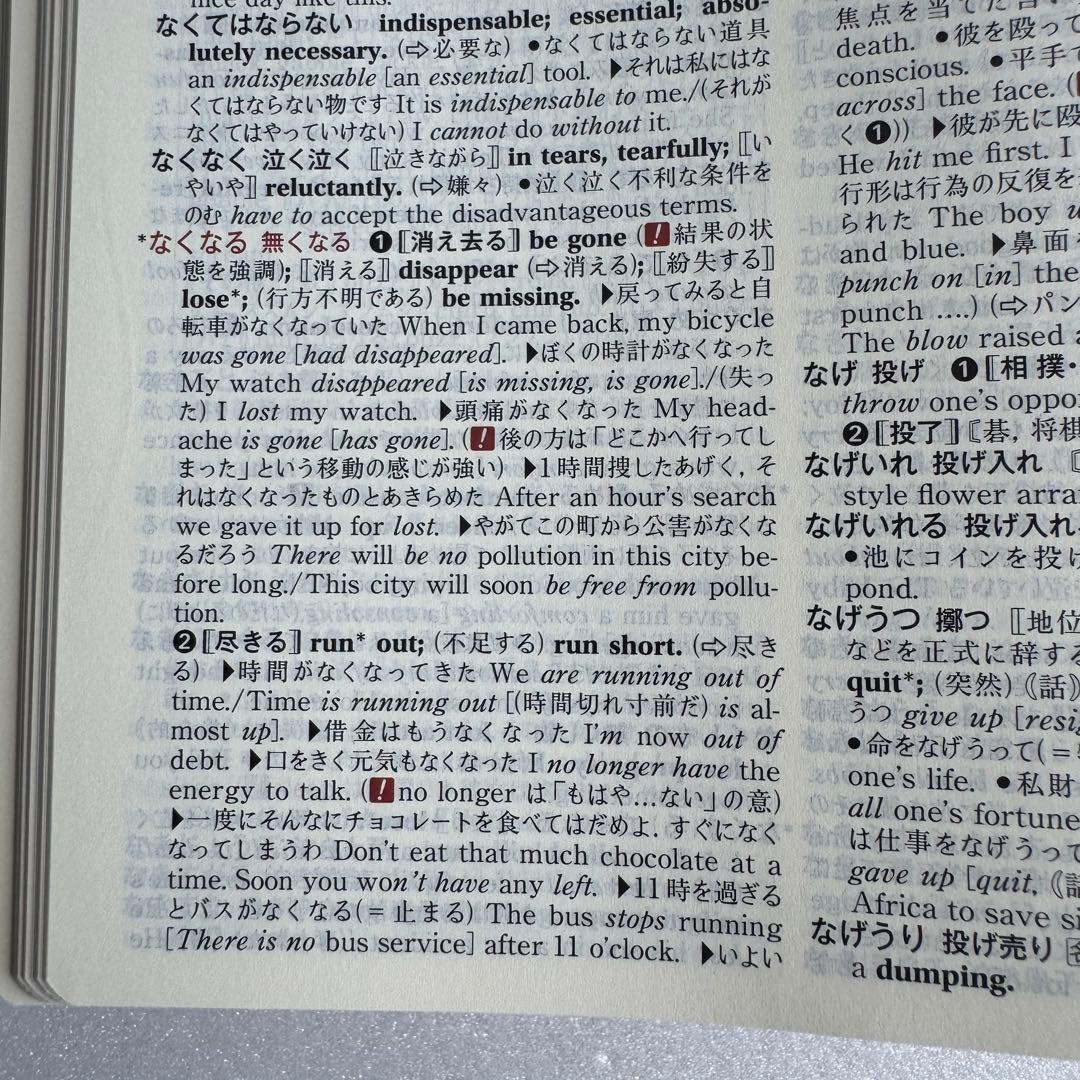 nice day like this.
なくてはならない indispensable; essential; abso-
lutely necessary. (⇨必要な) ●なくてはならない道具
an indispensable [an essential] tool. ▶それは私にはな
くてはならない物です It is indispensable to me./(それが
なくてはやっていけない) I cannot do without it.
なくなく 泣く泣く 〚泣きながら〛 in tears, tearfully; 〚い
やいや〛 reluctantly. (⇨嫌々) ●泣く泣く不利な条件を
のむ have to accept the disadvantageous terms.
*なくなる 無くなる ❶〚消え去る〛 be gone (!結果の状
態を強調); 〚消える〛 disappear (⇨消える); 〚紛失する〛
lose*; (行方不明である) be missing. ▶戻ってみると自
転車がなくなっていた When I came back, my bicycle
was gone [had disappeared]. ▶ぼくの時計がなくなった
My watch disappeared [is missing, is gone]./(失っ
た) I lost my watch. ▶頭痛がなくなった My head-
ache is gone [has gone]. (!後の方は「どこかへ行ってし
まった」という移動の感じが強い) ▶1時間捜したあげく, そ
れはなくなったものとあきらめた After an hour's search
we gave it up for lost. ▶やがてこの町から公害がなくな
るだろう There will be no pollution in this city be-
fore long./This city will soon be free from pollu-
tion.
❷〚尽きる〛 run* out; (不足する) run short. (⇨尽き
る) ▶時間がなくなってきた We are running out of
time./Time is running out [(時間切れ寸前だ) is al-
most up]. ▶借金はもうなくなった I'm now out of
debt. ▶口をきく元気もなくなった I no longer have the
energy to talk. (!no longer は「もはや…ない」の意)
▶一度にそんなにチョコレートを食べてはだめよ. すぐになく
なってしまうわ Don't eat that much chocolate at a
time. Soon you won't have any left. ▶11時を過ぎる
とバスがなくなる(=止まる) The bus stops running
[There is no bus service] after 11 o'clock. ▶いよい
焦点を当てた言い
death. ●彼を殴って
conscious. ●平手で
across] the face. (
く❶)) ▶彼が先に殴
He hit me first. I
行形は行為の反復を
られた The boy
and blue. ▶鼻面
punch on [in] the
punch ....) (⇨パン
The blow raised a
なげ 投げ ❶〚相撲・
throw one's oppo
❷〚投了〛〘碁, 将棋
なげいれ 投げ入れ
style flower arra
なげいれる 投げ入れ
●池にコインを投げ
pond.
なげうつ 擲つ 〚地位
などを正式に辞する
quit*; (突然) 《話》
うつ give up [resi
●命をなげうって(=
one's life. ●私財
all one's fortune
は仕事をなげうって
gave up [quit, 《話
Africa to save si
なげうり 投げ売り
a dumping.